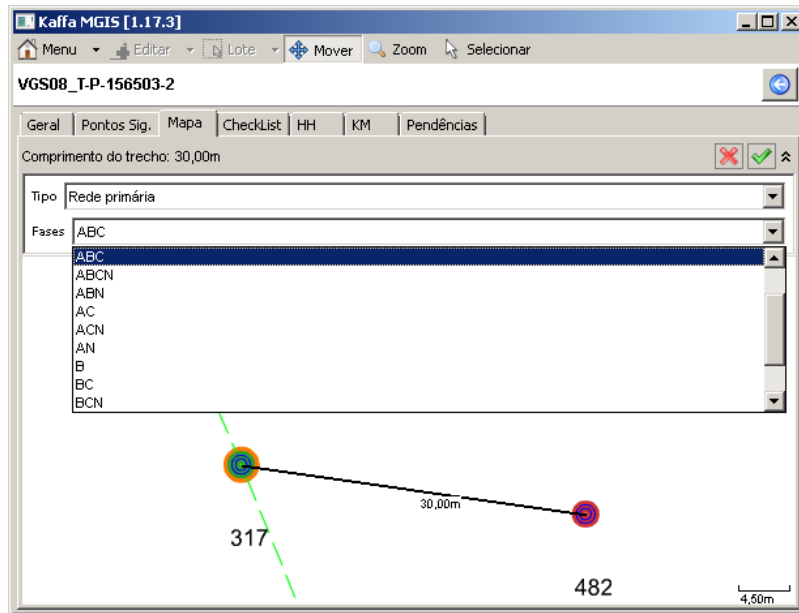 Kaffa MGIS [1.17.3]
Menu Editar Lote Mover Zoom Selecionar
VGS08_T-P-156503-2
Geral Pontos Sig. Mapa CheckList HH KM Pendências
Comprimento do trecho: 30,00m
Tipo Rede primária
Fases ABC
ABC
ABCN
ABN
AC
ACN
AN
B
BC
BCN
30,00m
317
482
4,50m